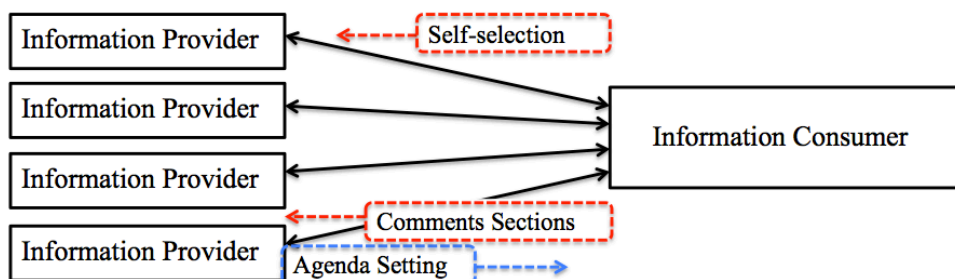 Information Provider
Self-selection
Information Provider
Information Consumer
Information Provider
Comments Sections
Information Provider
Agenda Setting